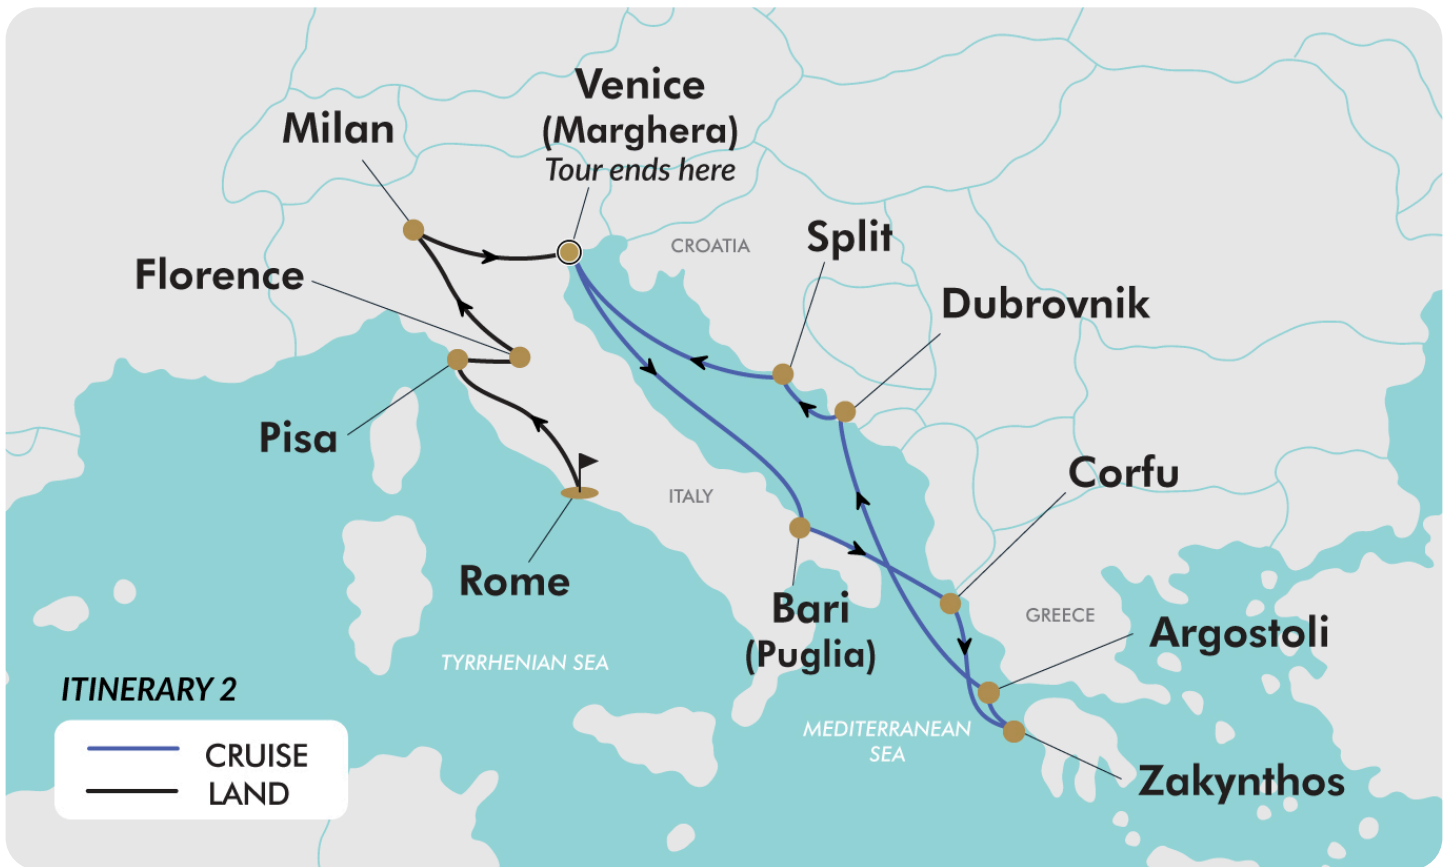 Venice
(Marghera)
Tour ends here
Milan
CROATIA
Split
Florence
Dubrovnik
Pisa
Corfu
ITALY
Rome
Bari
(Puglia)
GREECE
Argostoli
TYRRHENIAN SEA
MEDITERRANEAN
SEA
Zakynthos
ITINERARY 2
CRUISE
LAND